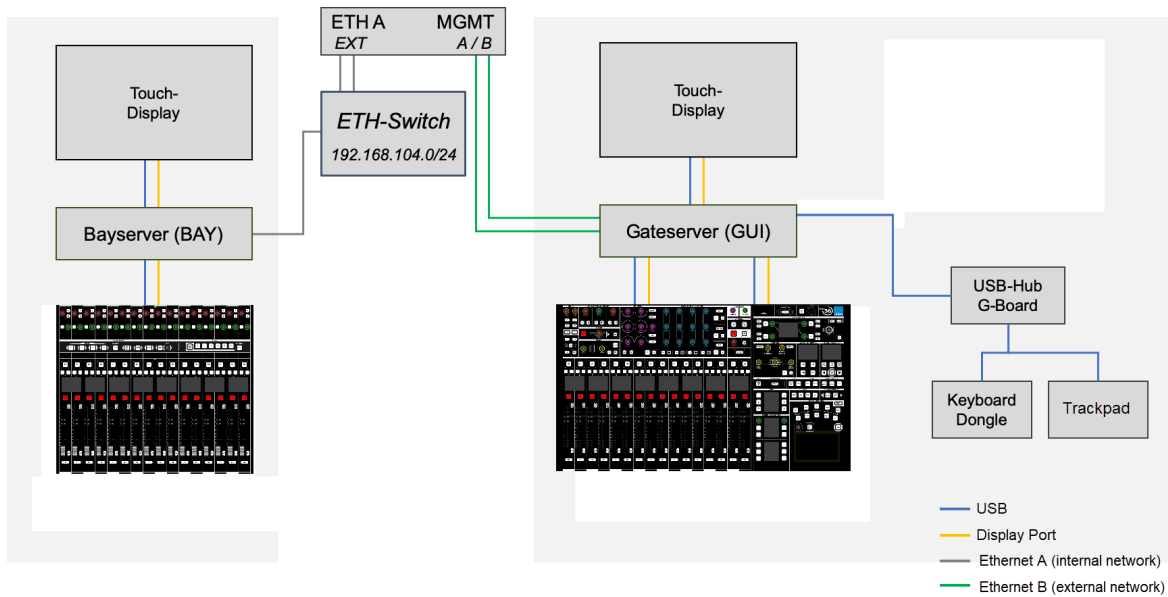 ETH A MGMT
EXT A / B
Touch-
Display
ETH-Switch
192.168.104.0/24
Bayserver (BAY)
Touch-
Display
Gateserver (GUI)
USB-Hub
G-Board
Keyboard
Dongle
Trackpad
USB
Display Port
Ethernet A (internal network)
Ethernet B (external network)